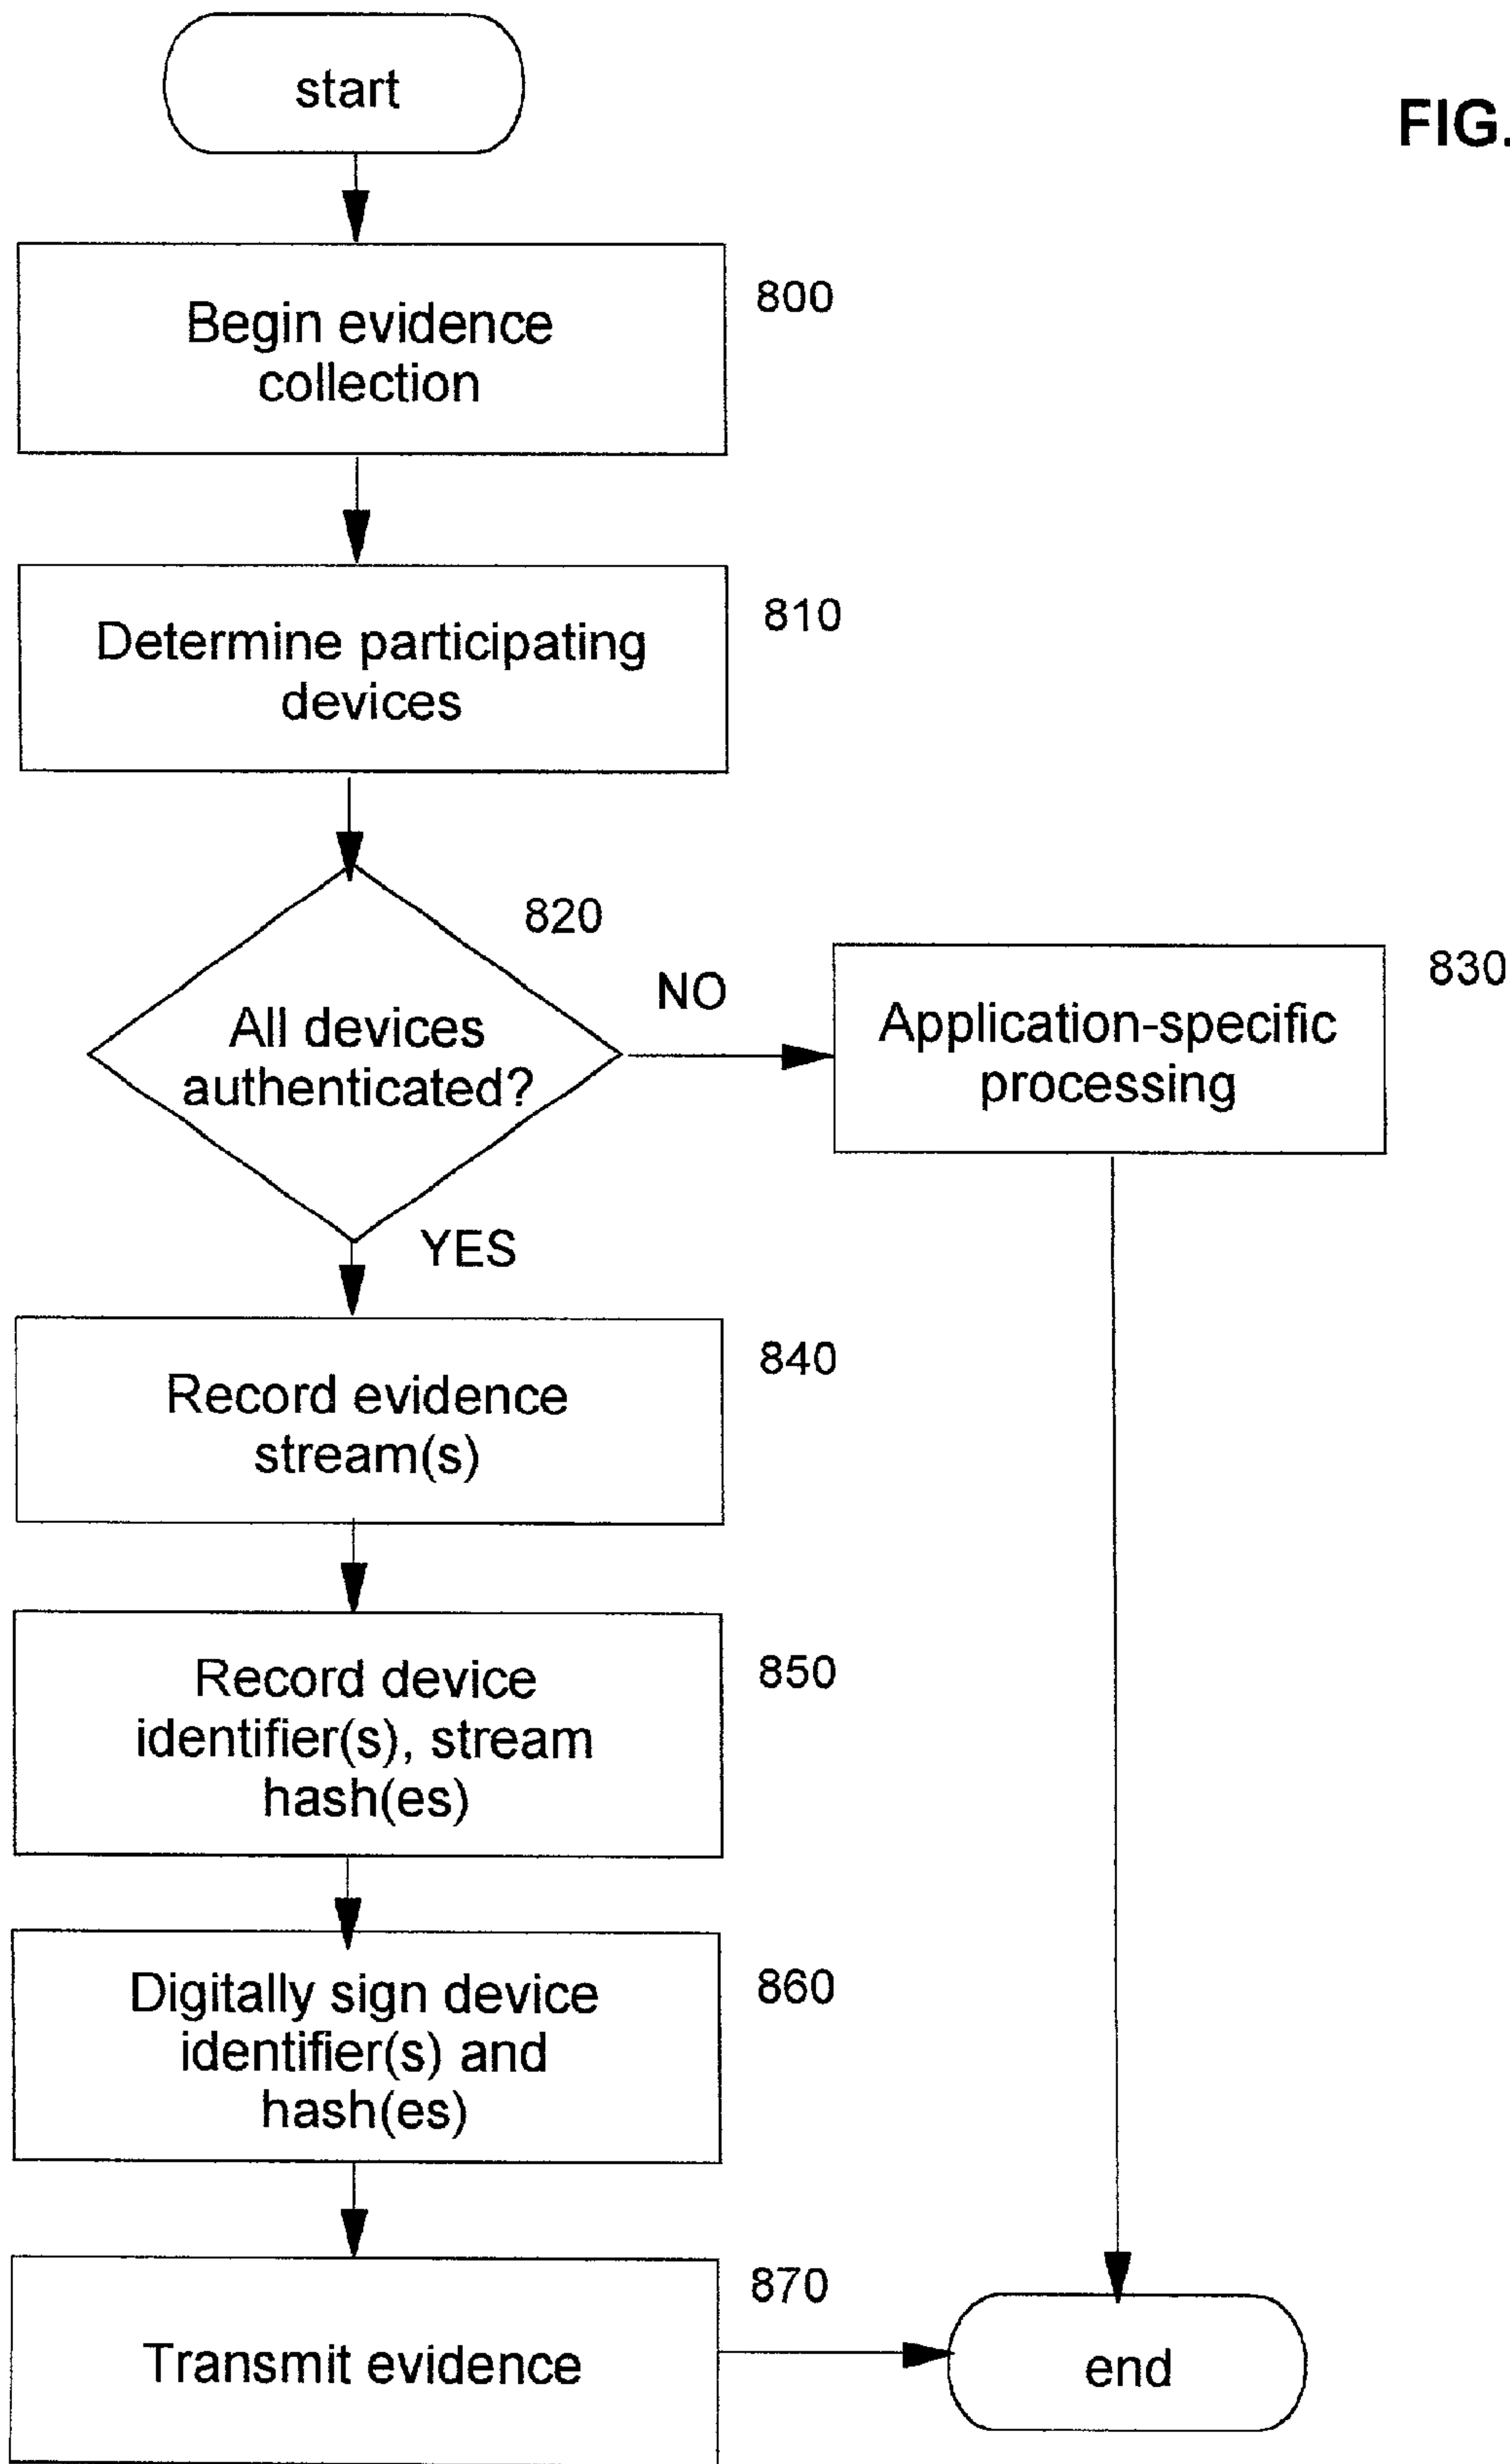 start
FIG.
Begin evidence
collection
800
Determine participating
devices
810
820
All devices
authenticated?
NO
Application-specific
processing
830
YES
Record evidence
stream(s)
840
Record device
identifier(s), stream
hash(es)
850
Digitally sign device
identifier(s) and
hash(es)
860
Transmit evidence
870
end